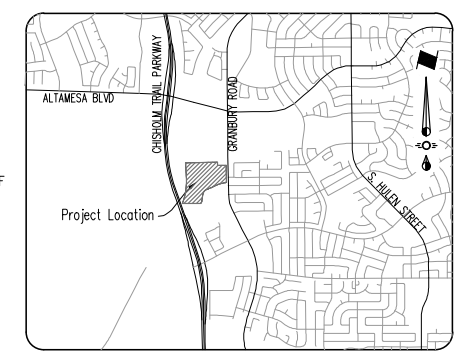 CHISHOLM TRAIL PARKWAY
ALTAMESA BLVD
GRANBURY ROAD
S. HULEN STREET
Project Location